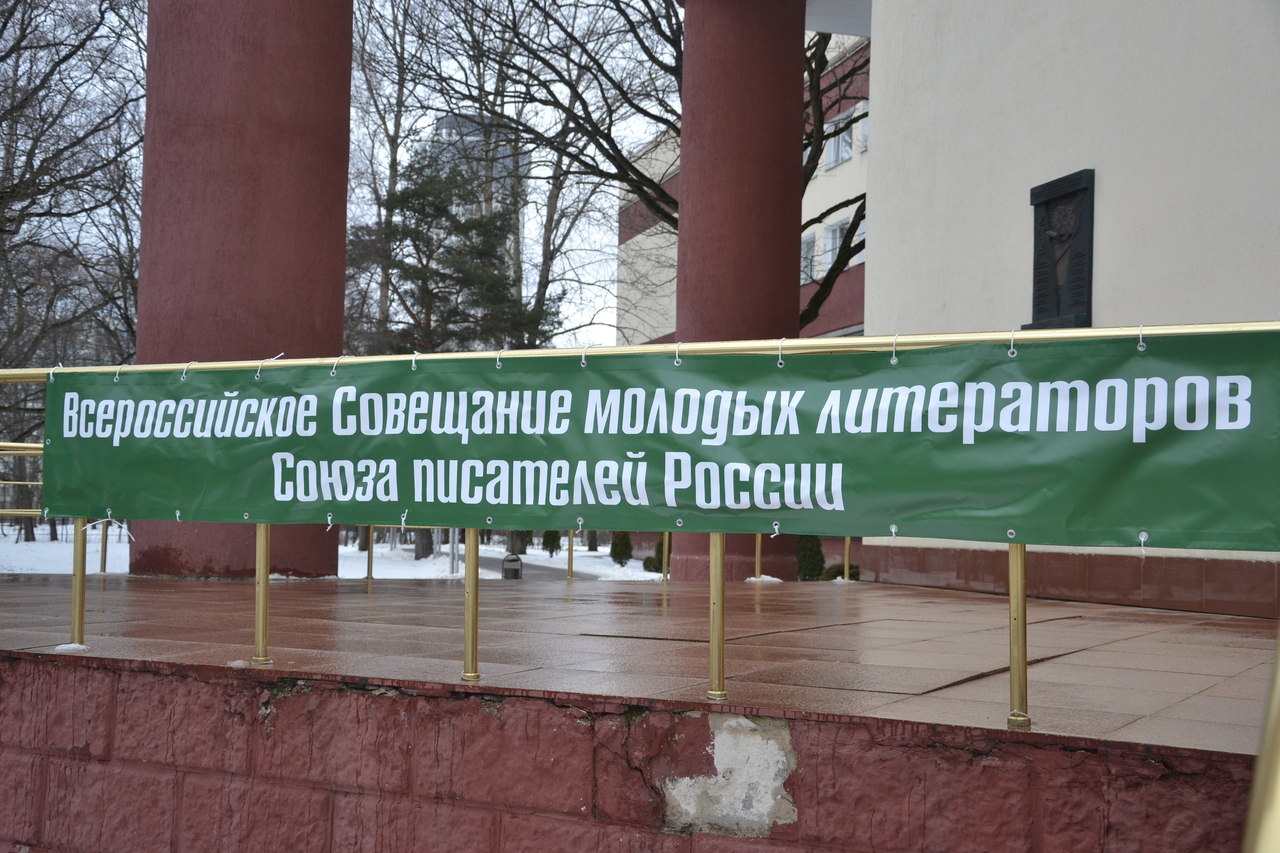 Всероссийское Совещание молодых литераторов
Союза писателей России